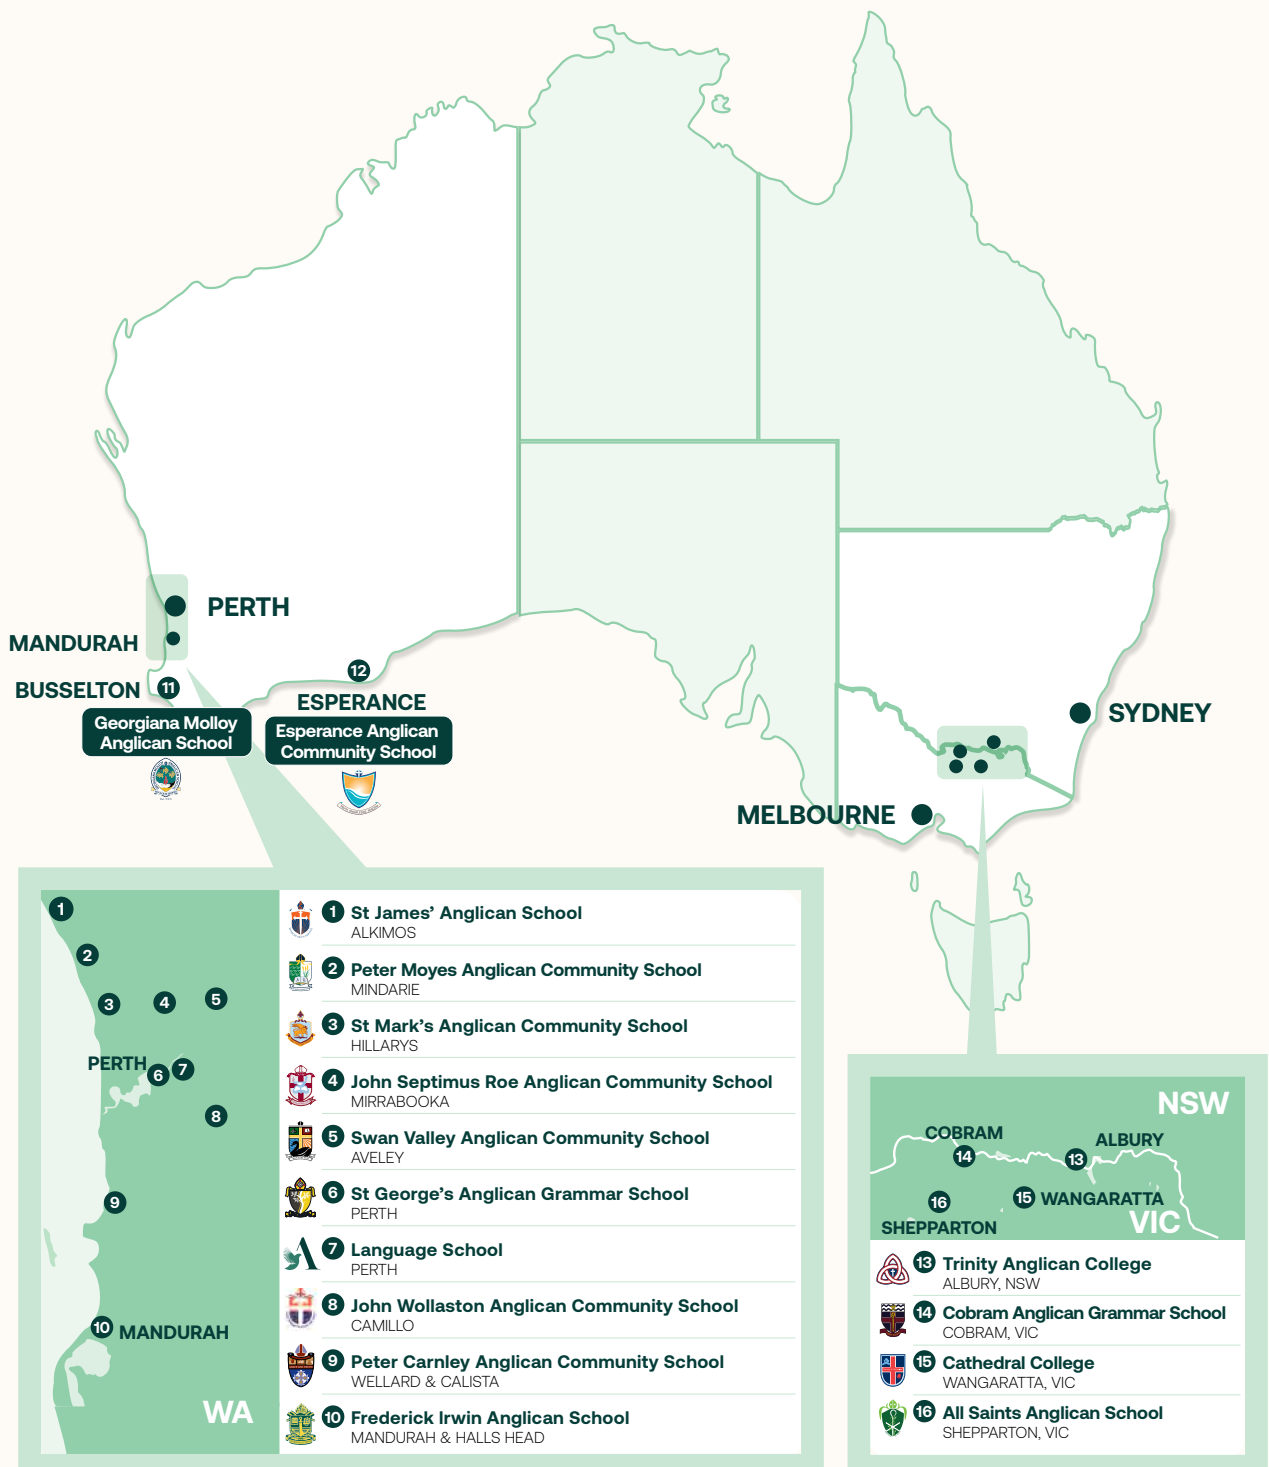 PERTH
MANDURAH
BUSSELTON
11
Georgiana Molloy
Anglican School
12
ESPERANCE
Esperance Anglican
Community School
SYDNEY
MELBOURNE
1
2
3
4
5
PERTH
6
7
8
9
10
MANDURAH
WA
1 St James’ Anglican School
ALKIMOS
2 Peter Moyes Anglican Community School
MINDARIE
3 St Mark’s Anglican Community School
HILLARYS
4 John Septimus Roe Anglican Community School
MIRRABOOKA
5 Swan Valley Anglican Community School
AVELEY
6 St George’s Anglican Grammar School
PERTH
7 Language School
PERTH
8 John Wollaston Anglican Community School
CAMILLO
9 Peter Carnley Anglican Community School
WELLARD & CALISTA
10 Frederick Irwin Anglican School
MANDURAH & HALLS HEAD
NSW
COBRAM
14
ALBURY
13
16
SHEPPARTON
15 WANGARATTA
VIC
13 Trinity Anglican College
ALBURY, NSW
14 Cobram Anglican Grammar School
COBRAM, VIC
15 Cathedral College
WANGARATTA, VIC
16 All Saints Anglican School
SHEPPARTON, VIC